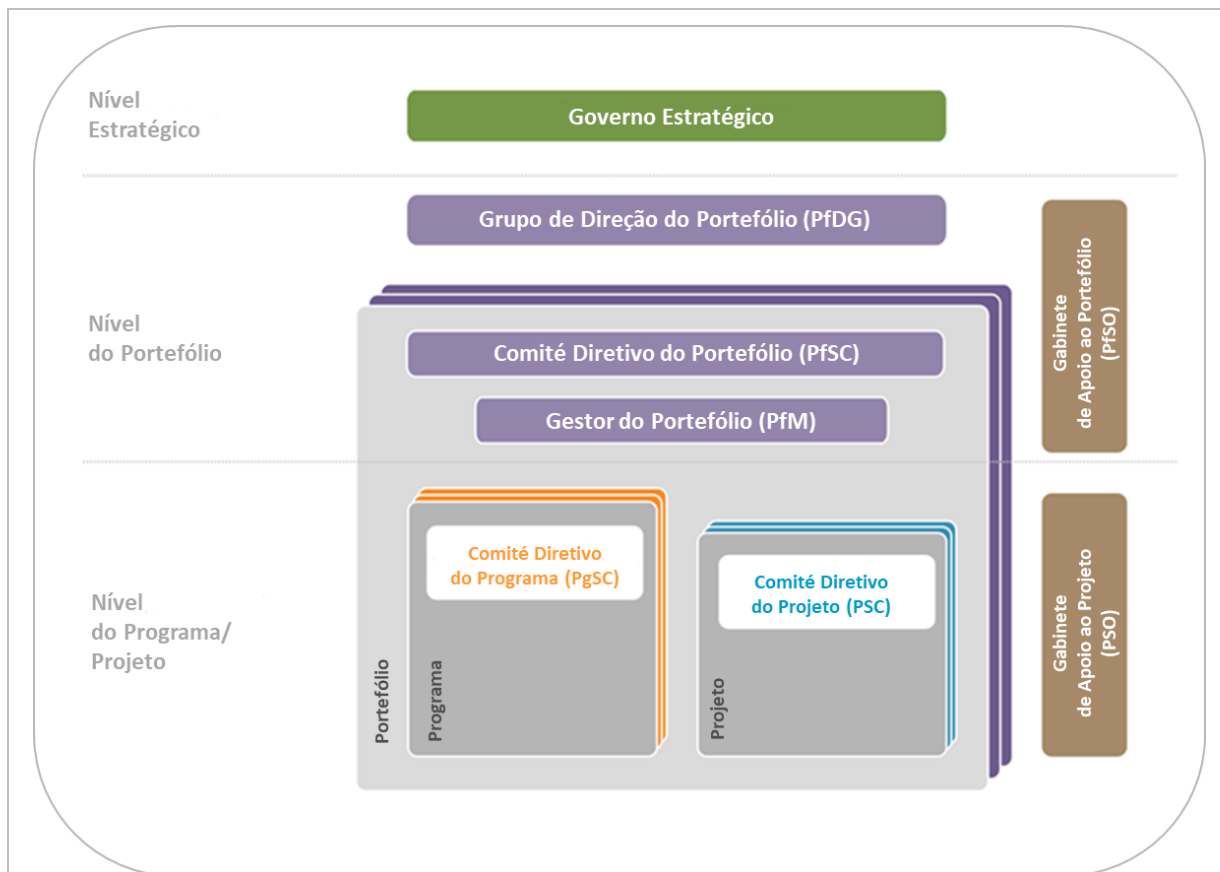 Nível
Estratégico
Governo Estratégico
Grupo de Direção do Portefólio (PfDG)
Nível
do Portefólio
Comité Diretivo do Portefólio (PfSC)
Gestor do Portefólio (PfM)
Gabinete
de Apoio ao Portefólio
(PfSO)
Nível
do Programa/
Projeto
Portefólio
Programa
Comité Diretivo
do Programa (PgSC)
Projeto
Comité Diretivo
do Projeto (PSC)
Gabinete
de Apoio ao Projeto
(PSO)